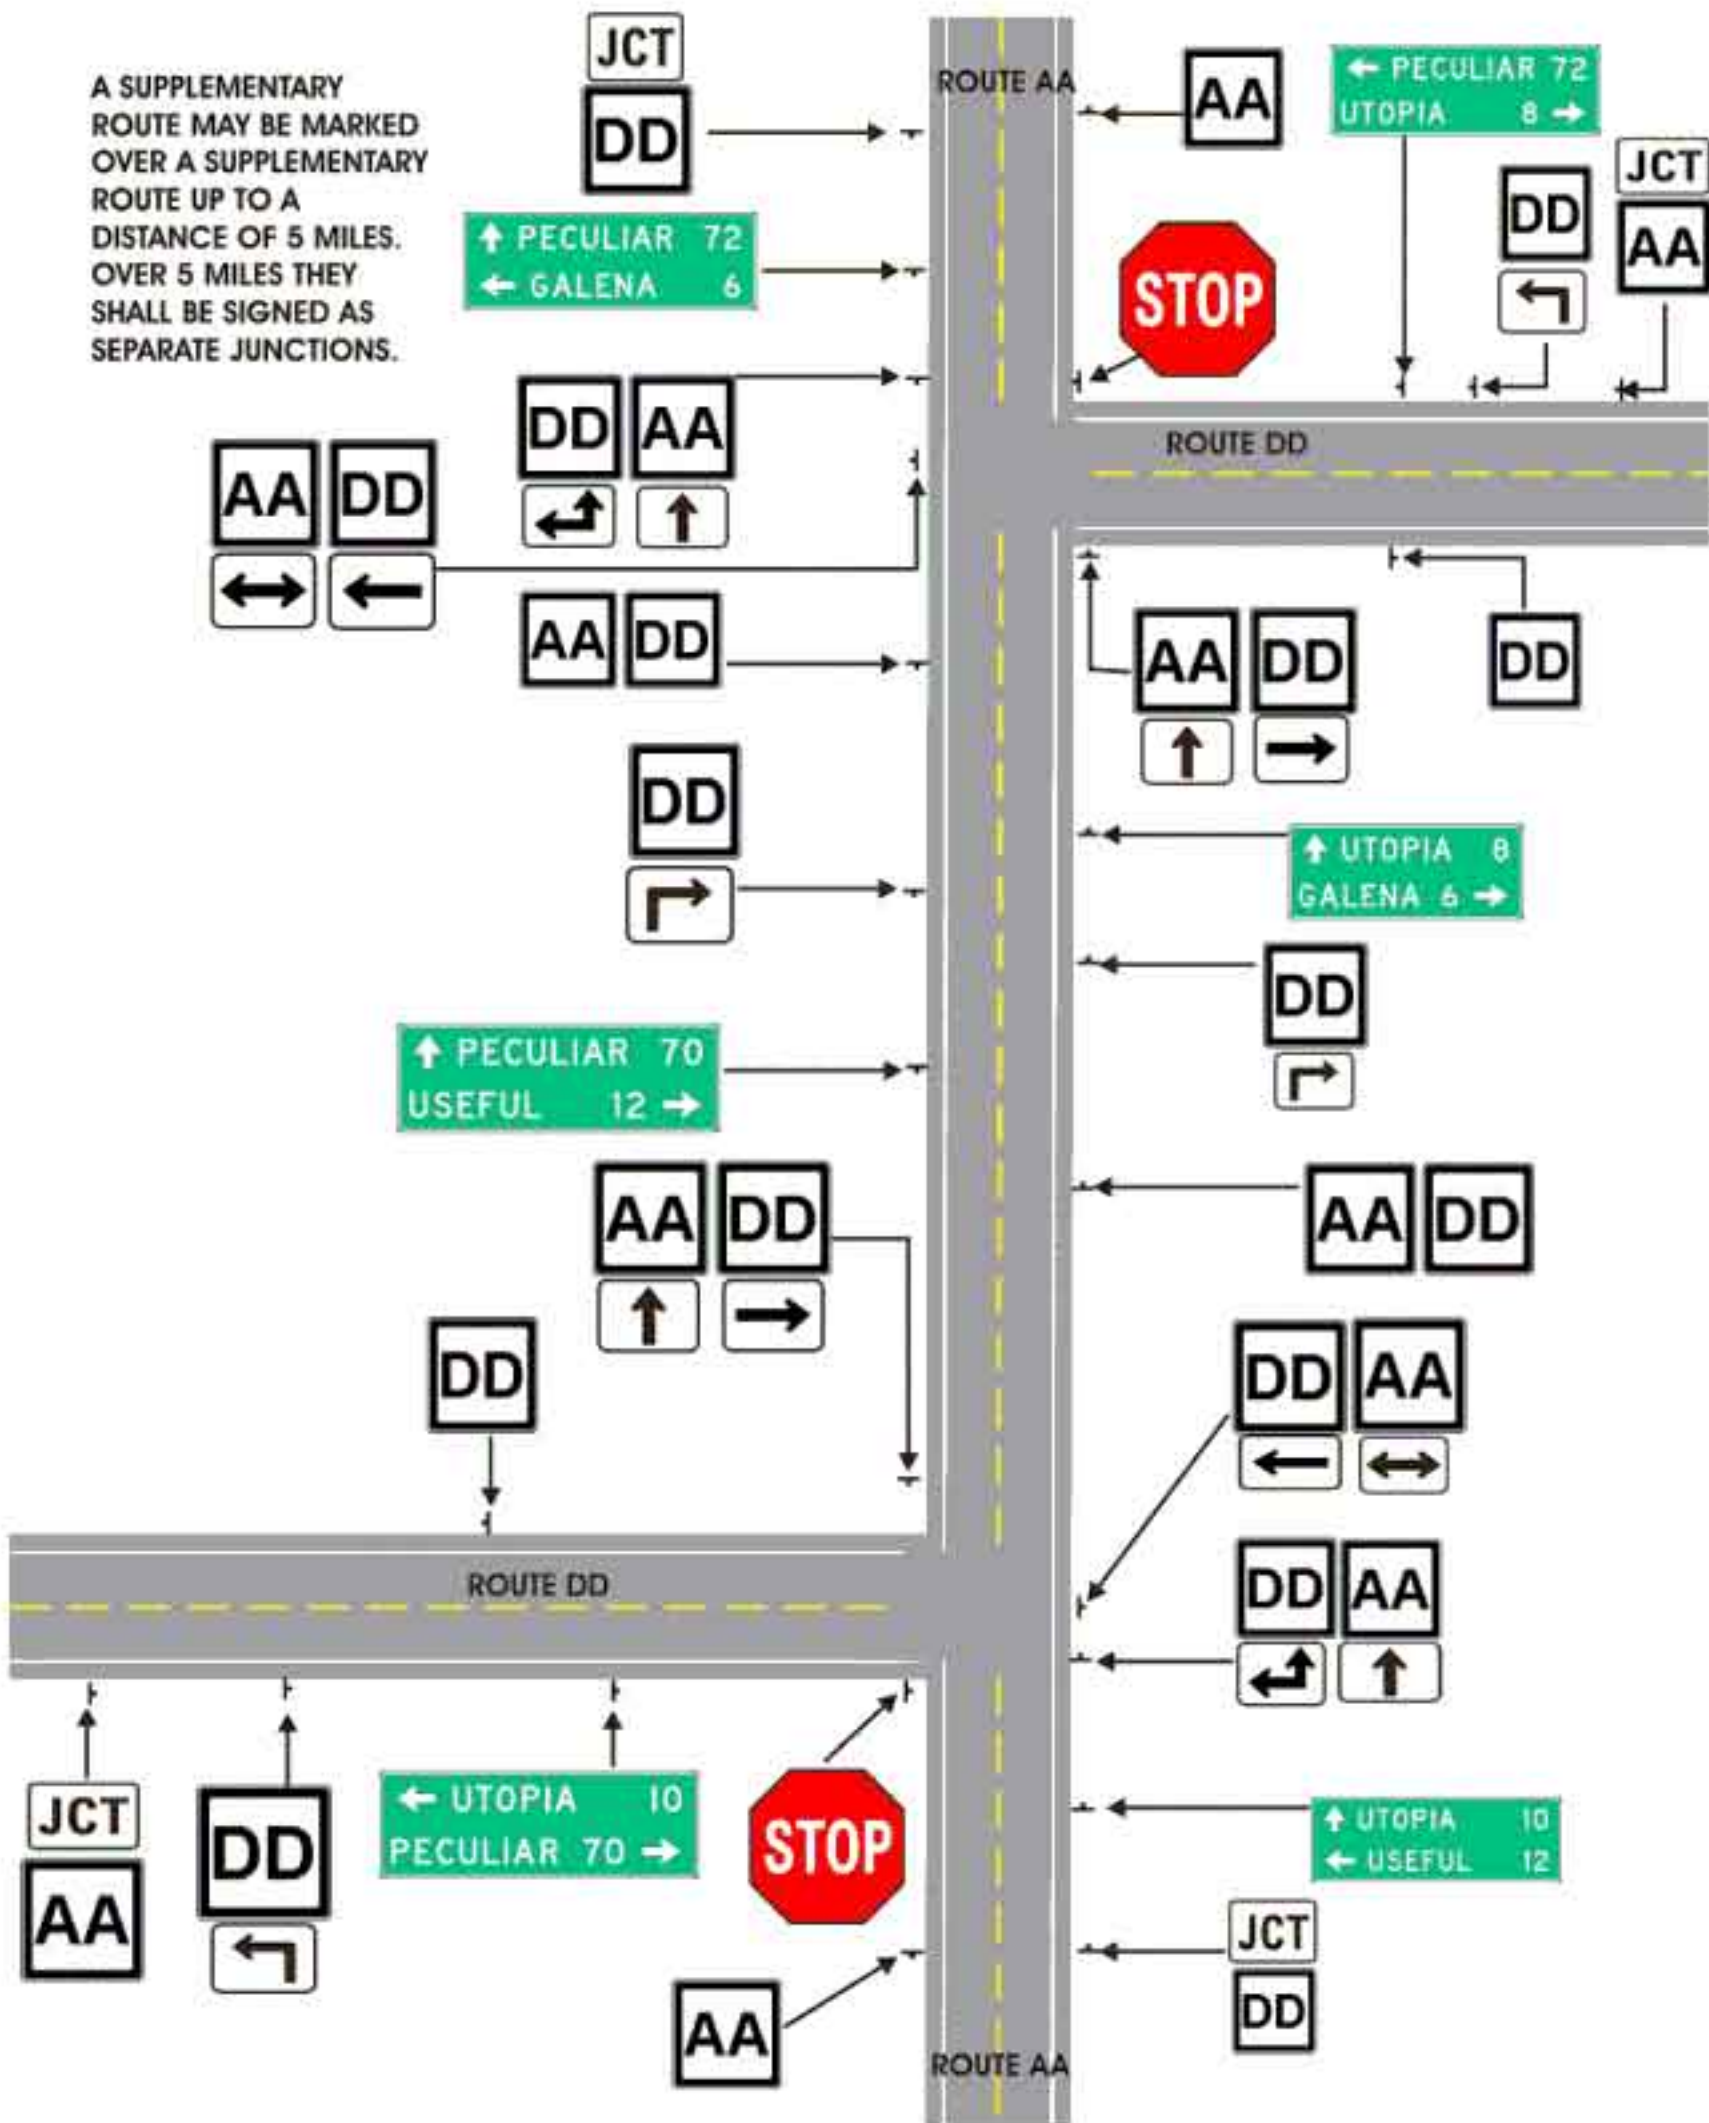 A SUPPLEMENTARY
ROUTE MAY BE MARKED
OVER A SUPPLEMENTARY
ROUTE UP TO A
DISTANCE OF 5 MILES.
OVER 5 MILES THEY
SHALL BE SIGNED AS
SEPARATE JUNCTIONS.
JCT
DD
ROUTE AA
AA
← PECULIAR 72
UTOPIA 8 →
JCT
AA
DD
↑ PECULIAR 72
← GALENA 6
STOP
DD AA
ROUTE DD
AA DD
AA DD
AA DD
DD
DD
↑ UTOPIA 8
GALENA 6 →
DD
↑ PECULIAR 70
USEFUL 12 →
AA DD
AA DD
DD
DD AA
ROUTE DD
DD AA
JCT
AA
DD
← UTOPIA 10
PECULIAR 70 →
STOP
↑ UTOPIA 10
← USEFUL 12
JCT
DD
AA
ROUTE AA